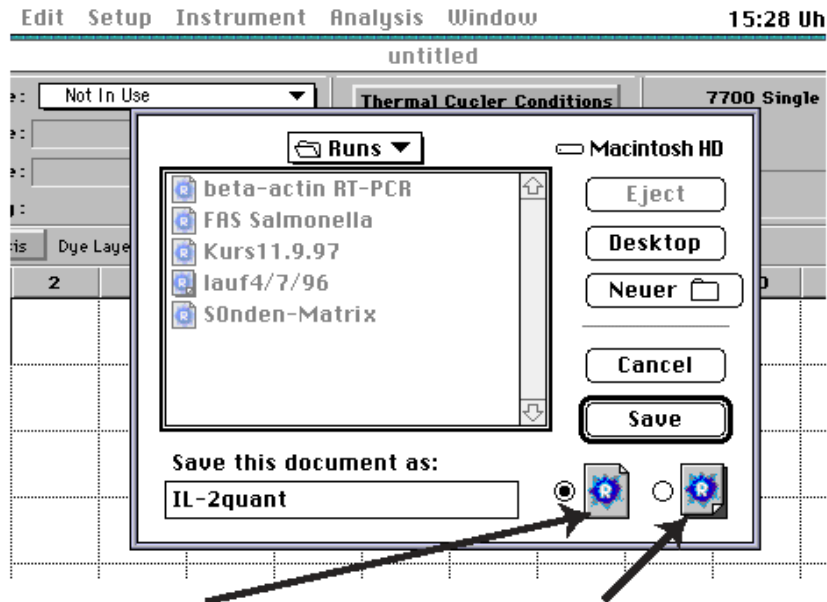 Edit Setup Instrument Analysis Window 15:28 Uh
untitled
e: Not In Use Thermal Cycler Conditions 7700 Single
e:
e:
Runs Macintosh HD
beta-actin RT-PCR
FAS Salmonella
Kurs11.9.97
lauf4/7/96
S0nden-Matrix
Eject
Desktop
Neuer
Cancel
Save
sis Dye Laye
2
Save this document as:
IL-2quant
R R